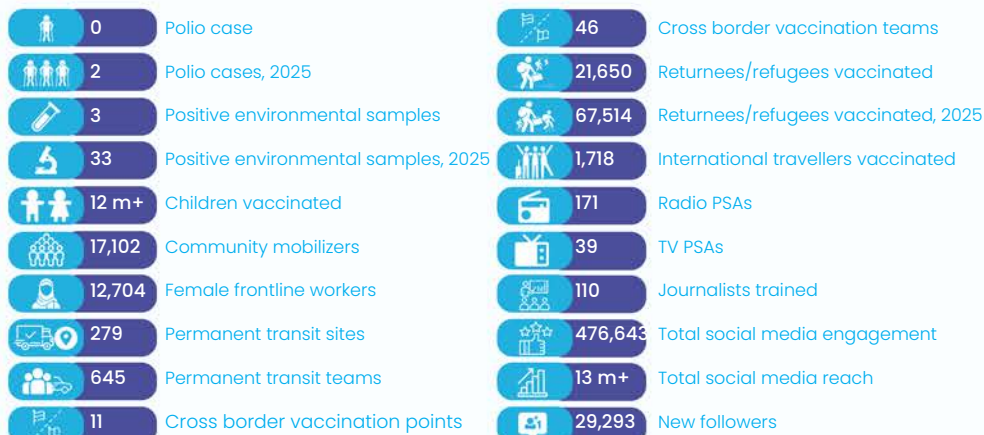 0 Polio case
2 Polio cases, 2025
3 Positive environmental samples
33 Positive environmental samples, 2025
12 m+ Children vaccinated
17,102 Community mobilizers
12,704 Female frontline workers
279 Permanent transit sites
645 Permanent transit teams
11 Cross border vaccination points
46 Cross border vaccination teams
21,650 Returnees/refugees vaccinated
67,514 Returnees/refugees vaccinated, 2025
1,718 International travellers vaccinated
171 Radio PSAs
39 TV PSAs
110 Journalists trained
476,643 Total social media engagement
13 m+ Total social media reach
29,293 New followers